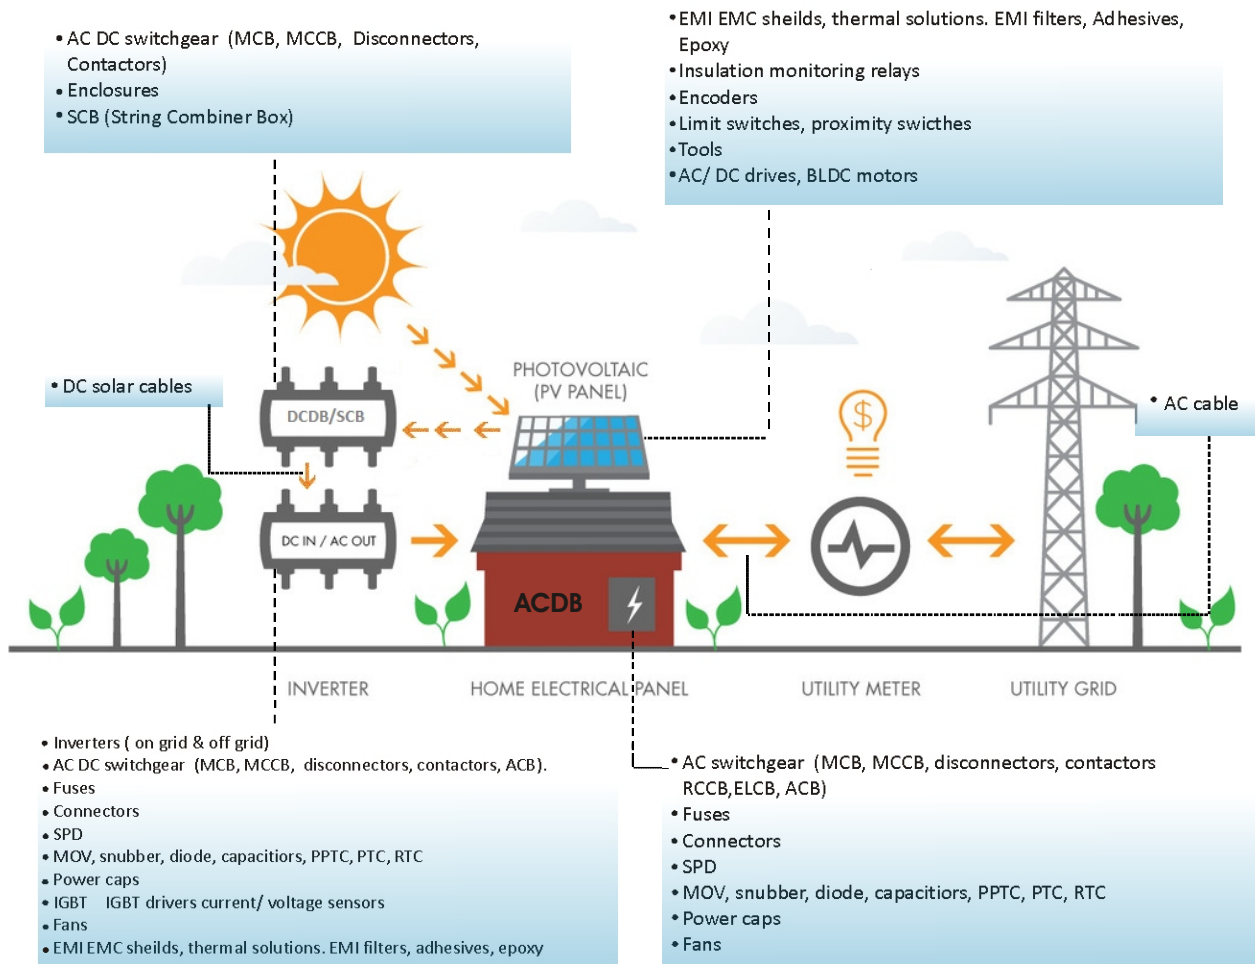 • AC DC switchgear (MCB, MCCB, Disconnectors,
Contactors)
• Enclosures
• SCB (String Combiner Box)
• EMI EMC sheilds, thermal solutions. EMI filters, Adhesives,
Epoxy
• Insulation monitoring relays
• Encoders
• Limit switches, proximity swicthes
• Tools
• AC/ DC drives, BLDC motors
PHOTOVOLTAIC
(PV PANEL)
• DC solar cables
DCDB/SCB
$
• AC cable
DC IN / AC OUT
ACDB
INVERTER
HOME ELECTRICAL PANEL
UTILITY METER
UTILITY GRID
• Inverters ( on grid & off grid)
• AC DC switchgear (MCB, MCCB, disconnectors, contactors, ACB).
• Fuses
• Connectors
• SPD
• MOV, snubber, diode, capacitiors, PPTC, PTC, RTC
• Power caps
• IGBT IGBT drivers current/ voltage sensors
• Fans
• EMI EMC sheilds, thermal solutions. EMI filters, adhesives, epoxy
• AC switchgear (MCB, MCCB, disconnectors, contactors
RCCB,ELCB, ACB)
• Fuses
• Connectors
• SPD
• MOV, snubber, diode, capacitiors, PPTC, PTC, RTC
• Power caps
• Fans